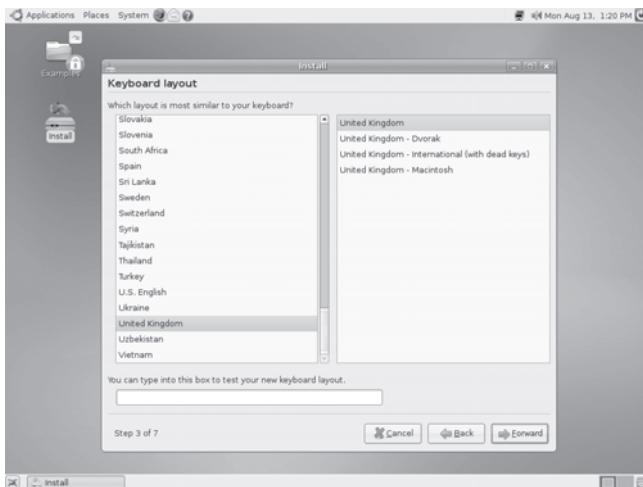 Applications Places System
Mon Aug 13, 1:20 PM
Examples
Install
Install
Keyboard layout
Which layout is most similar to your keyboard?
Slovakia
Slovenia
South Africa
Spain
Sri Lanka
Sweden
Switzerland
Syria
Tajikistan
Thailand
Turkey
U.S. English
Ukraine
United Kingdom
Uzbekistan
Vietnam
United Kingdom
United Kingdom - Dvorak
United Kingdom - International (with dead keys)
United Kingdom - Macintosh
You can type into this box to test your new keyboard layout.
Step 3 of 7
Cancel
Back
Forward
Install